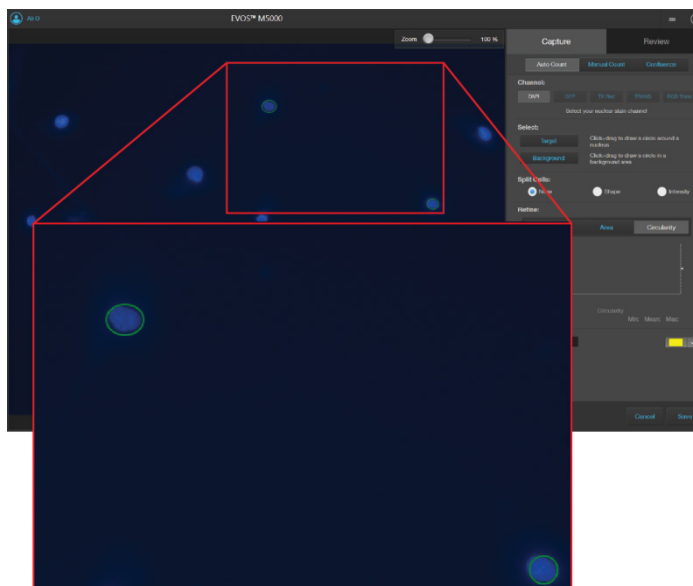 All O
EVOS™ M5000
Zoom 100 %
Capture Review
Auto Count Manual Count Confluence
Channel:
DAPI GFP
Select your nuclear stain channel
Select:
Target Click+drag to draw a circle around a nucleus
Background Click+drag to draw a circle in a background area
Split Cells:
None Shape Intensity
Refine:
Area Circularity
Circularity
Min Mean Max
Cancel Save